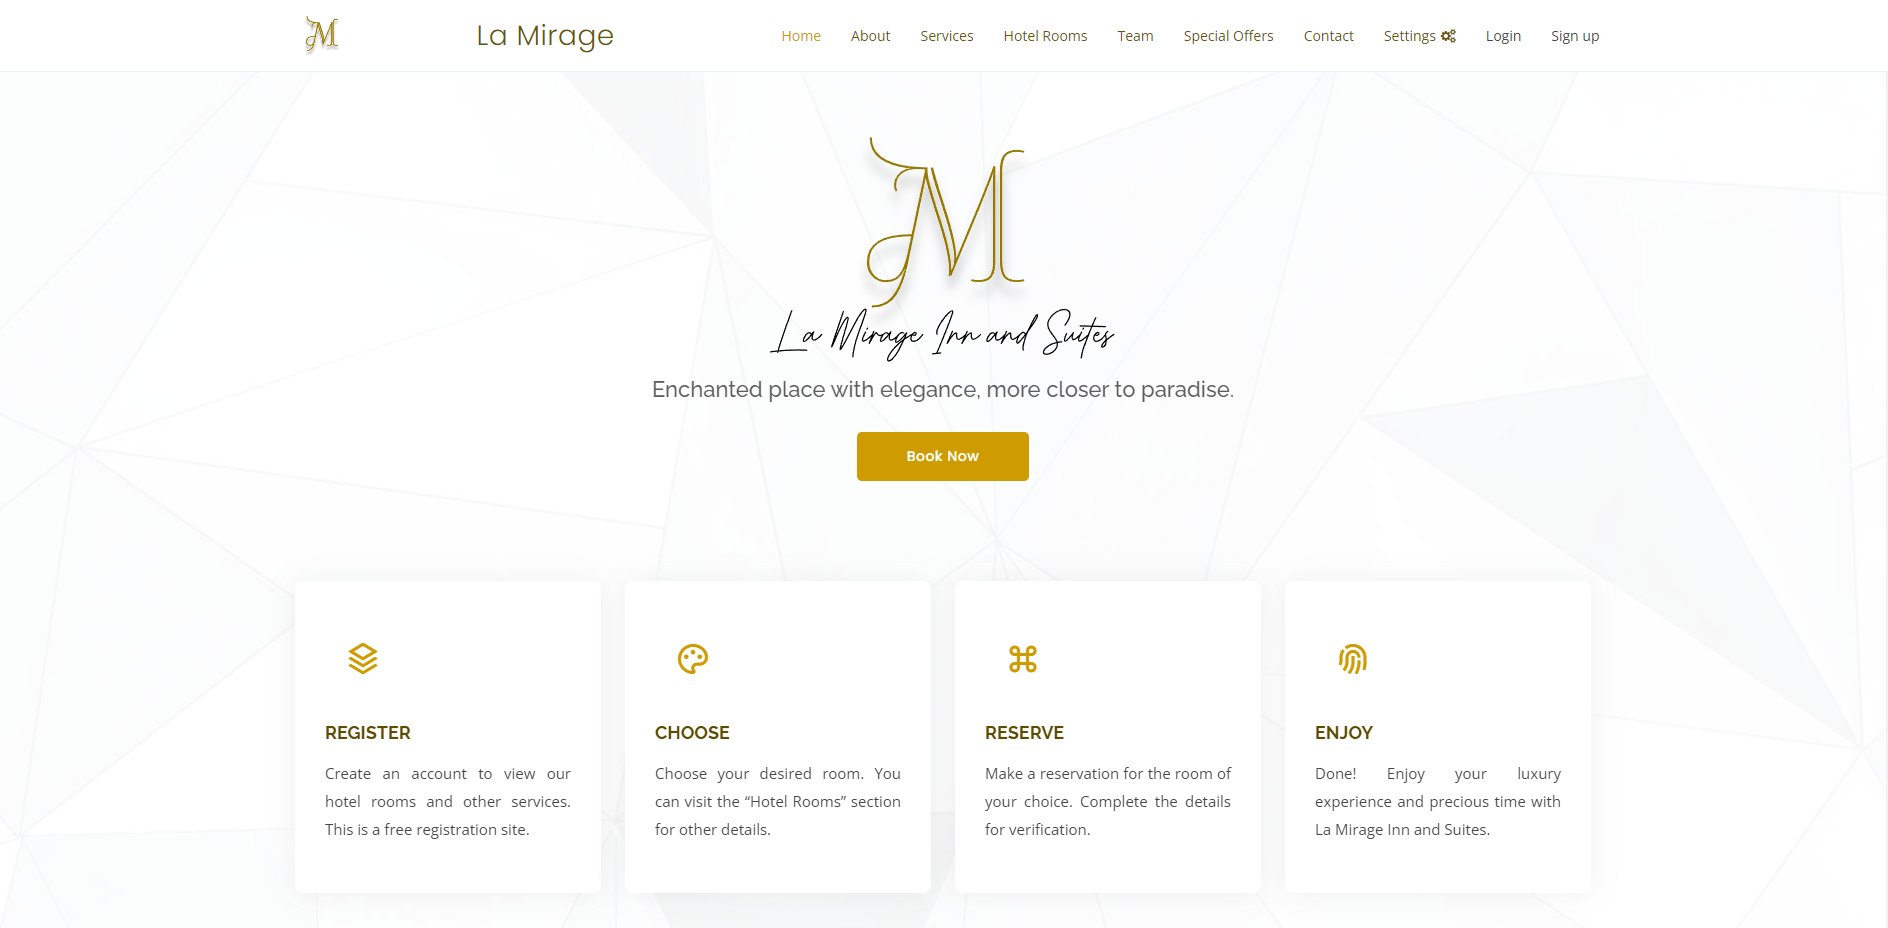 M
La Mirage
Home About Services Hotel Rooms Team Special Offers Contact Settings Login Sign up
M
La Mirage Inn and Suites
Enchanted place with elegance, more closer to paradise.
Book Now
REGISTER
Create an account to view our
hotel rooms and other services.
This is a free registration site.
CHOOSE
Choose your desired room. You
can visit the “Hotel Rooms” section
for other details.
RESERVE
Make a reservation for the room of
your choice. Complete the details
for verification.
ENJOY
Done! Enjoy your luxury
experience and precious time with
La Mirage Inn and Suites.